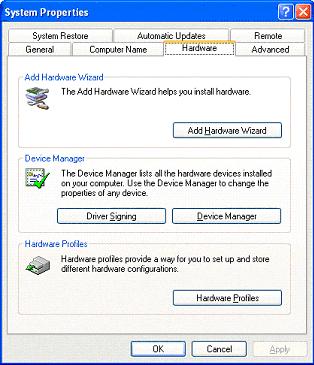 System Properties
System Restore Automatic Updates Remote
General Computer Name Hardware Advanced
Add Hardware Wizard
The Add Hardware Wizard helps you install hardware.
Add Hardware Wizard
Device Manager
The Device Manager lists all the hardware devices installed
on your computer. Use the Device Manager to change the
properties of any device.
Driver Signing Device Manager
Hardware Profiles
Hardware profiles provide a way for you to set up and store
different hardware configurations.
Hardware Profiles
OK Cancel Apply